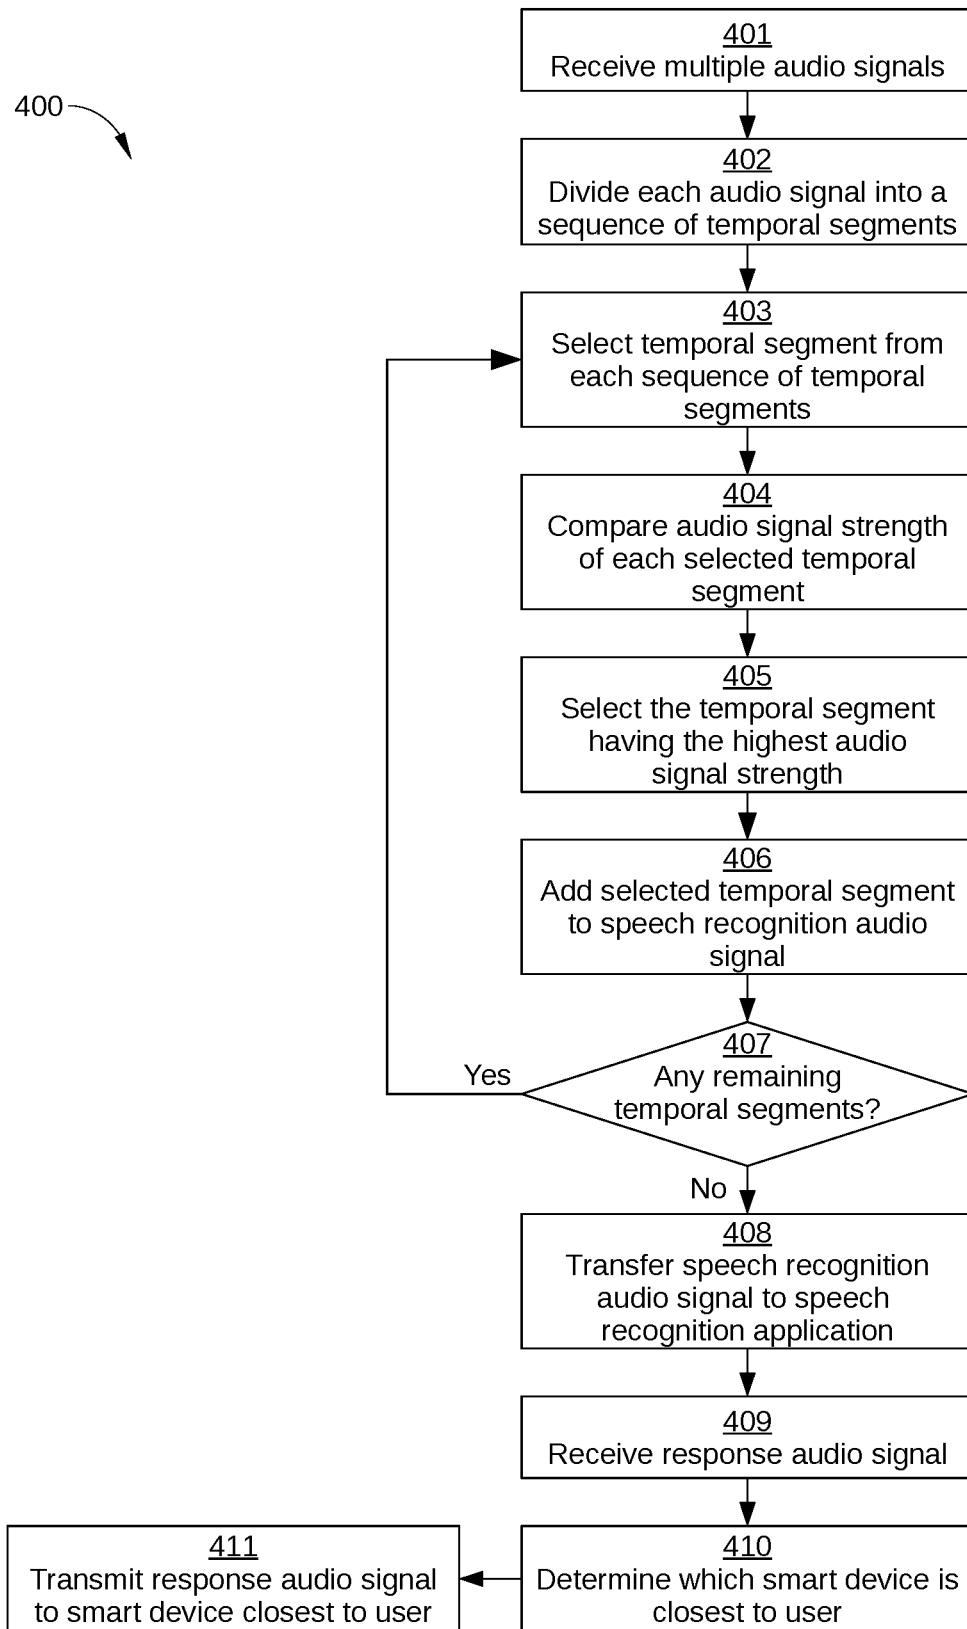 401
Receive multiple audio signals
400
402
Divide each audio signal into a
sequence of temporal segments
403
Select temporal segment from
each sequence of temporal
segments
404
Compare audio signal strength
of each selected temporal
segment
405
Select the temporal segment
having the highest audio
signal strength
406
Add selected temporal segment
to speech recognition audio
signal
407
Any remaining
temporal segments?
Yes
No
408
Transfer speech recognition
audio signal to speech
recognition application
409
Receive response audio signal
410
Determine which smart device is
closest to user
411
Transmit response audio signal
to smart device closest to user